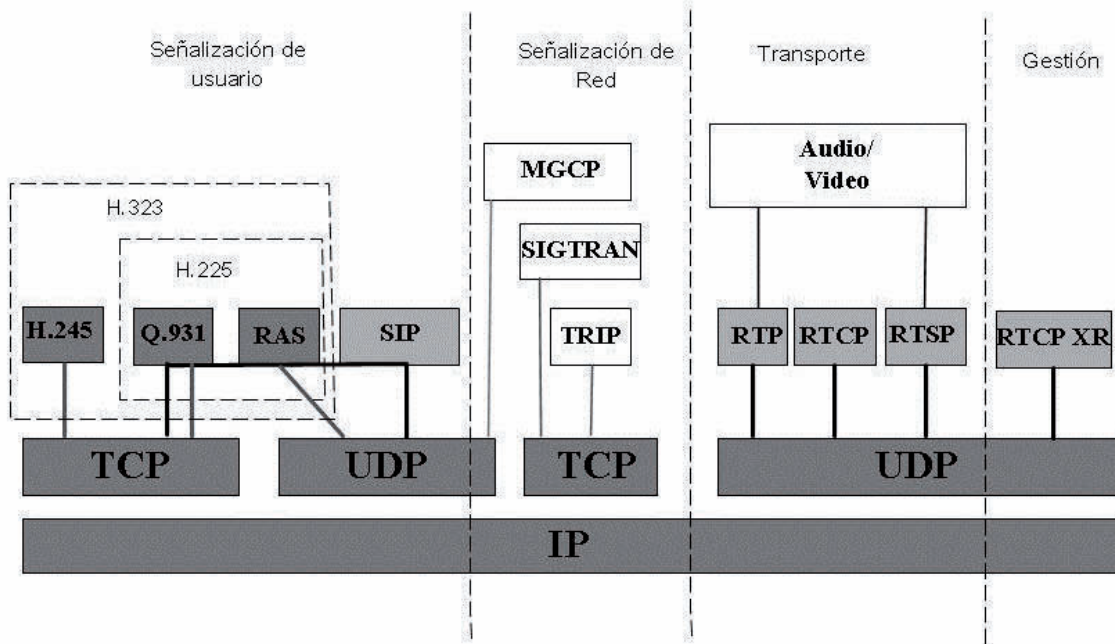 Señalización de
usuario
Señalización de
Red
Transporte
Gestión
MGCP
Audio/
Video
H.323
SIGTRAN
H.225
H.245
Q.931
RAS
SIP
TRIP
RTP
RTCP
RTSP
RTCP XR
TCP
UDP
TCP
UDP
IP